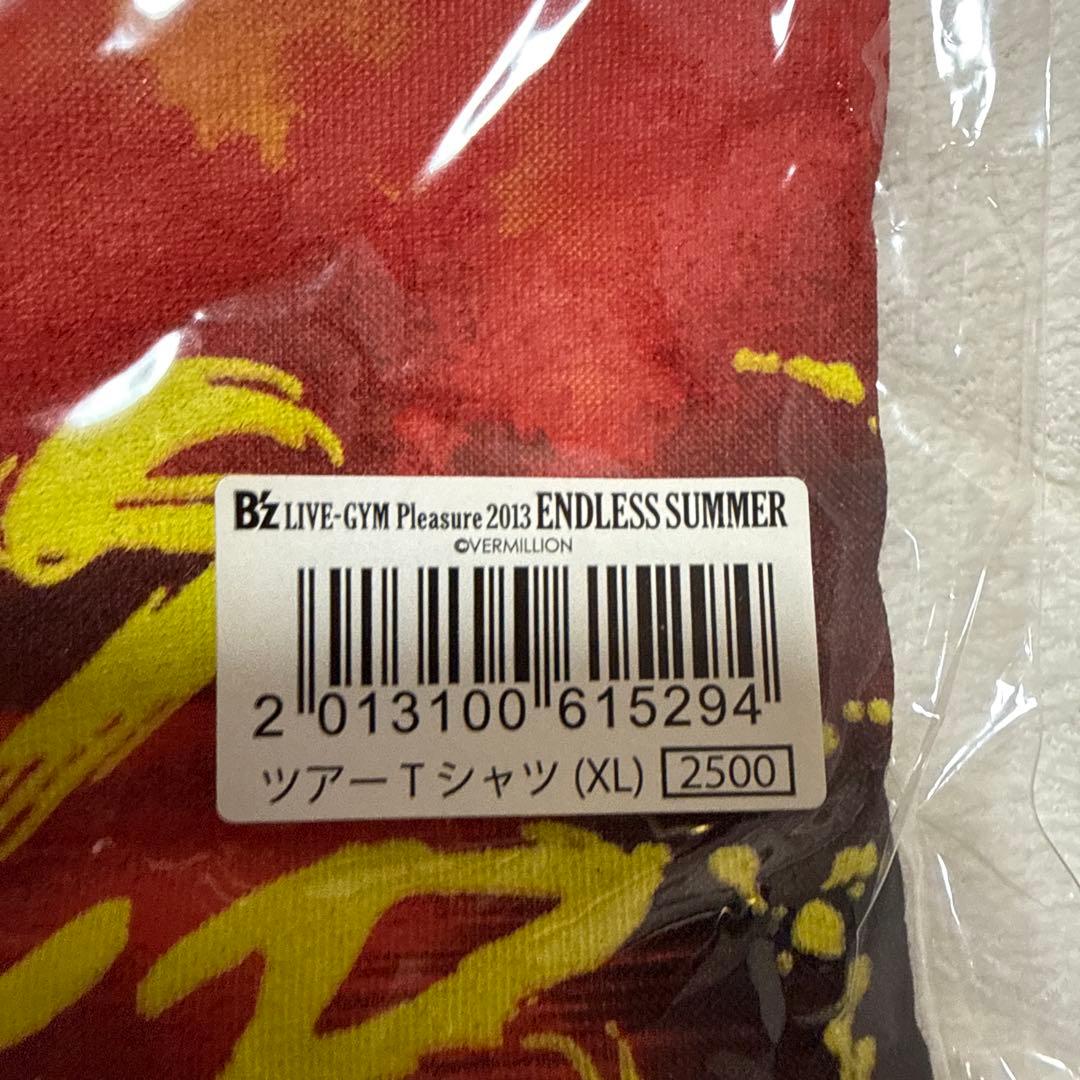 B'z LIVE-GYM Pleasure 2013 ENDLESS SUMMER
©VERMILLION
2 013100 615294
ツアーTシャツ (XL) 2500